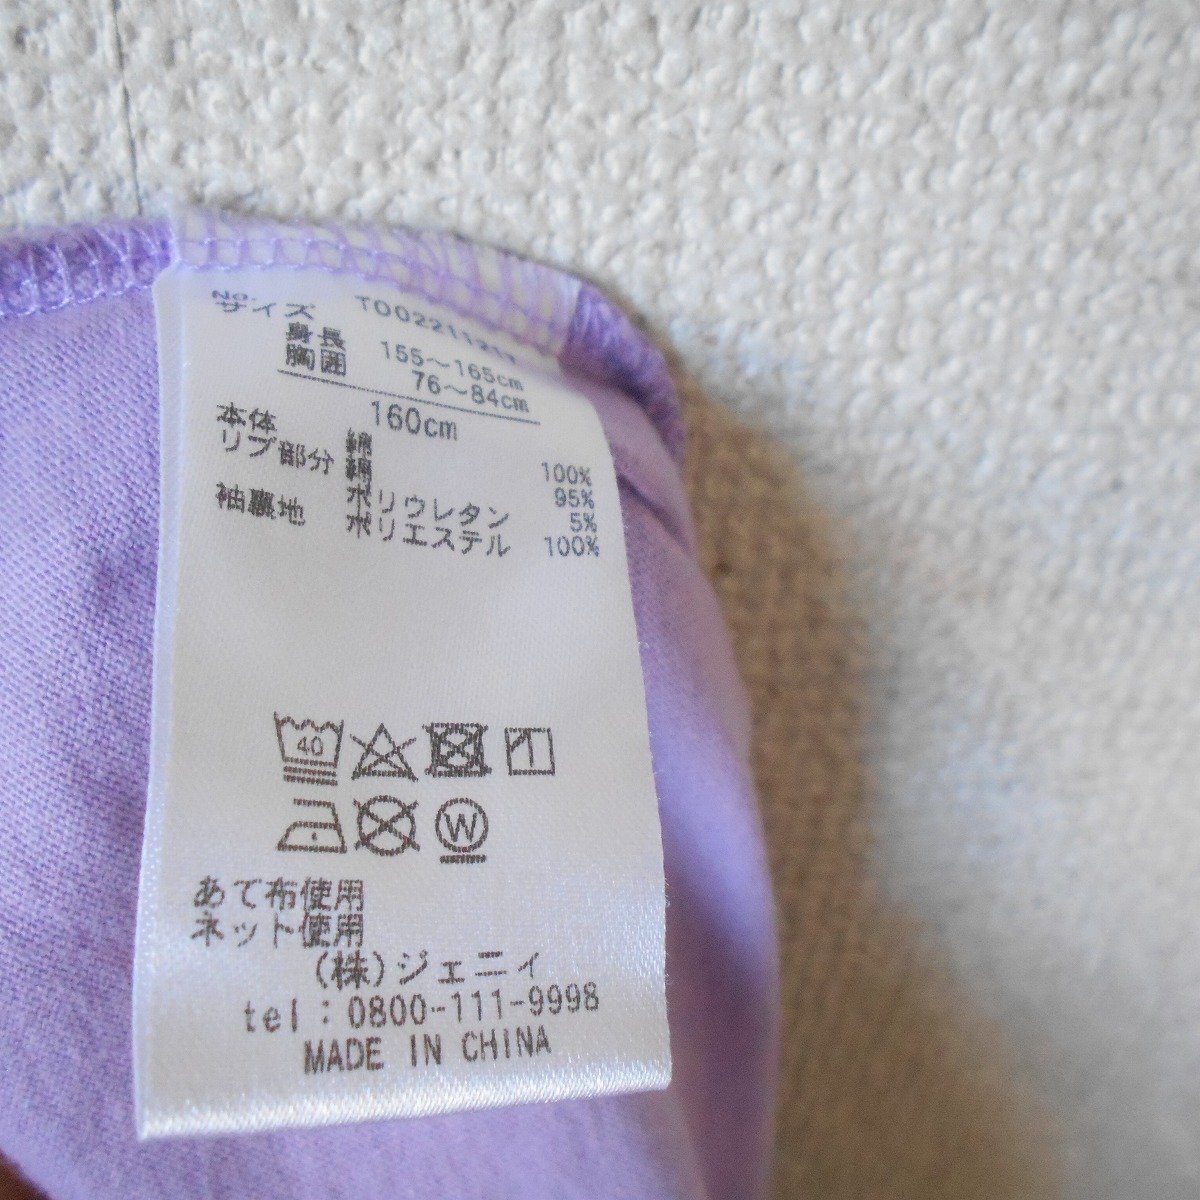 No.
サイズ
身長 155～165cm
胸囲 76～84cm
160cm
本体 綿 100%
リブ部分 綿 95%
ポリウレタン 5%
袖裏地 ポリエステル 100%
40
W
あて布使用
ネット使用
(株)ジェニィ
tel:0800-111-9998
MADE IN CHINA